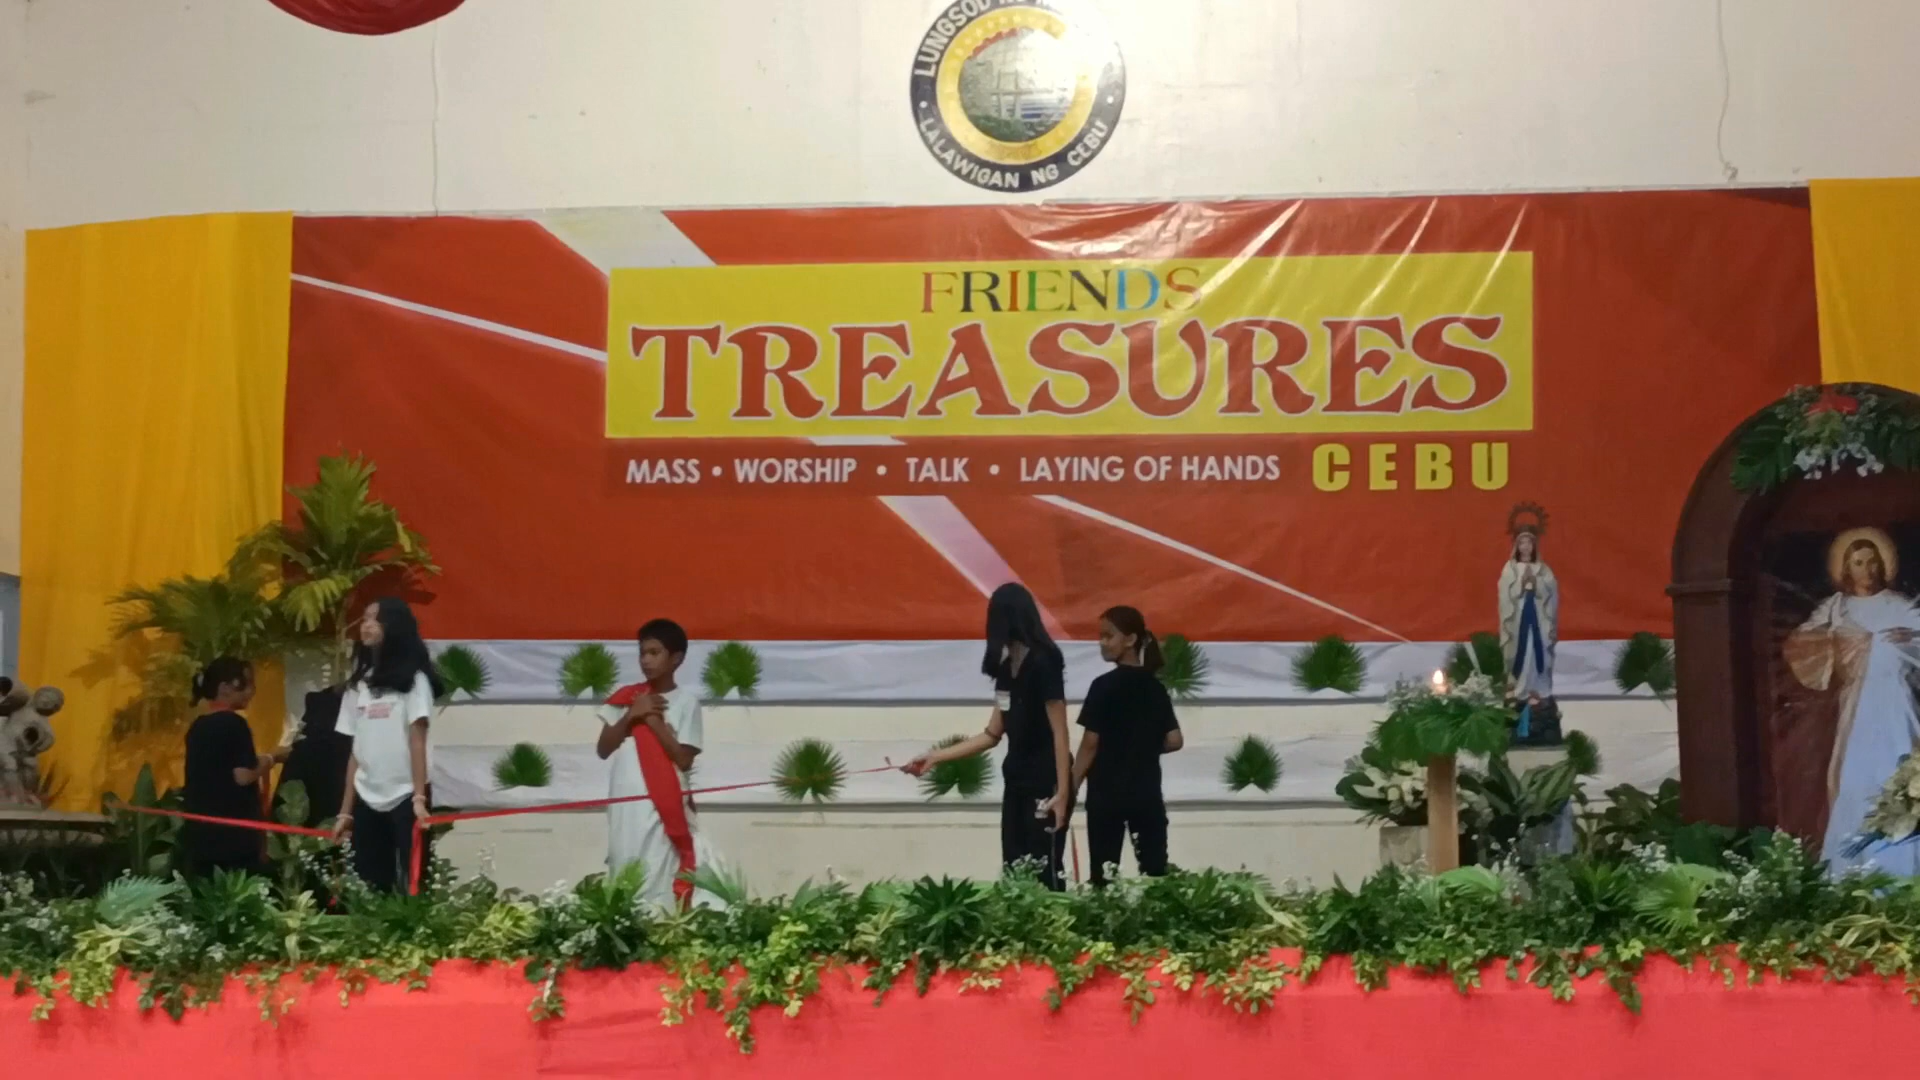 LUNGSOD
LALAWIGAN NG CEBU
FRIENDS
TREASURES
MASS • WORSHIP • TALK • LAYING OF HANDS CEBU